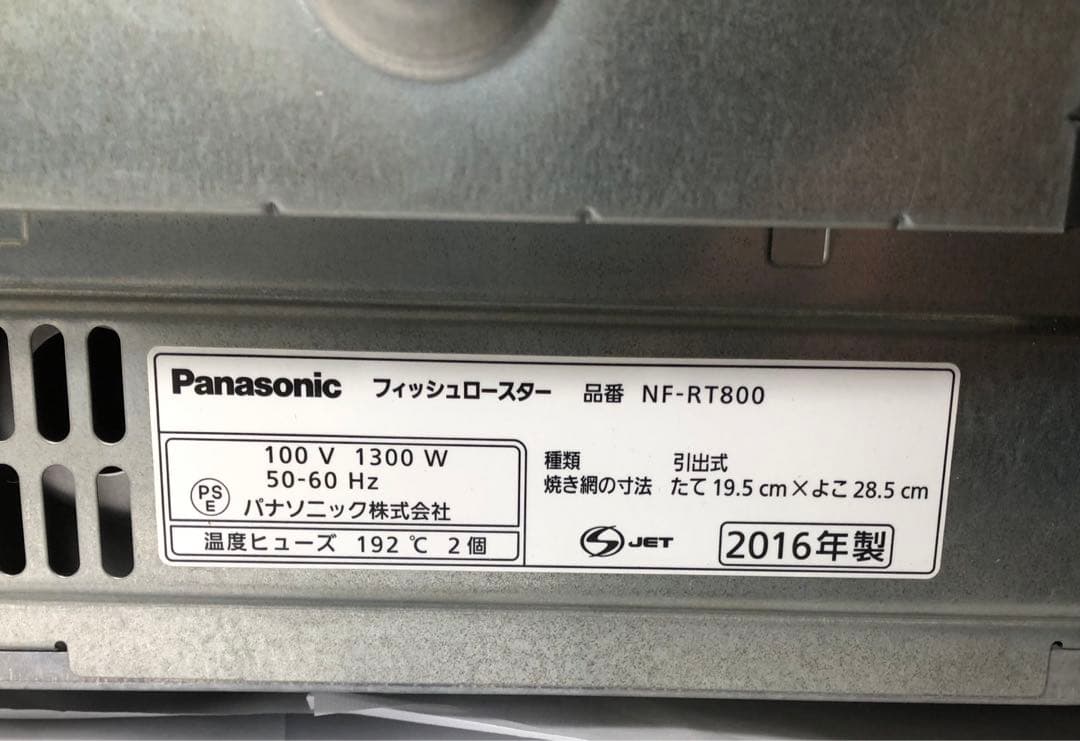 Panasonic フィッシュロースター 品番 NF-RT800
100 V 1300 W
50-60 Hz
PS E パナソニック株式会社
温度ヒューズ 192 ℃ 2 個
種類 引出式
焼き網の寸法 たて 19.5 cm×よこ 28.5 cm
S JET 2016年製